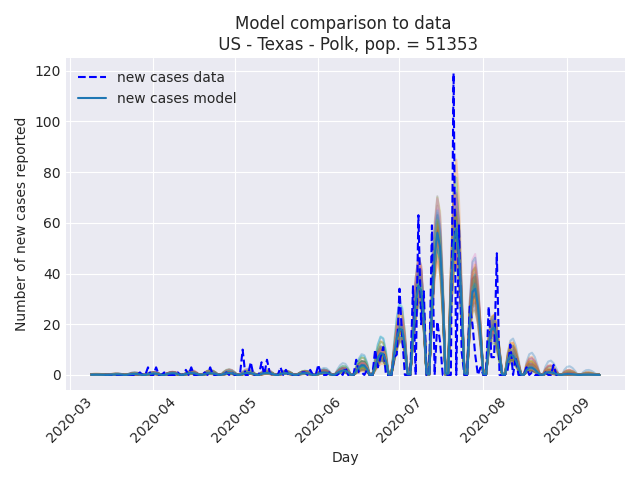 Model comparison to data
US - Texas - Polk, pop. = 51353
new cases data
new cases model
Number of new cases reported
120
100
80
60
40
20
0
2020-03
2020-04
2020-05
2020-06
2020-07
2020-08
2020-09
Day